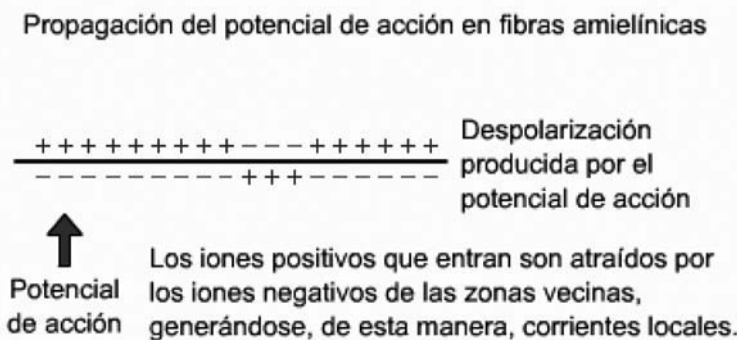 Propagación del potencial de acción en fibras amielínicas
+ + + + + + + + + − − − + + + + + +
− − − − − − − − − + + + − − − − − −
Despolarización
producida por el
potencial de acción
Potencial
de acción
Los iones positivos que entran son atraídos por
los iones negativos de las zonas vecinas,
generándose, de esta manera, corrientes locales.